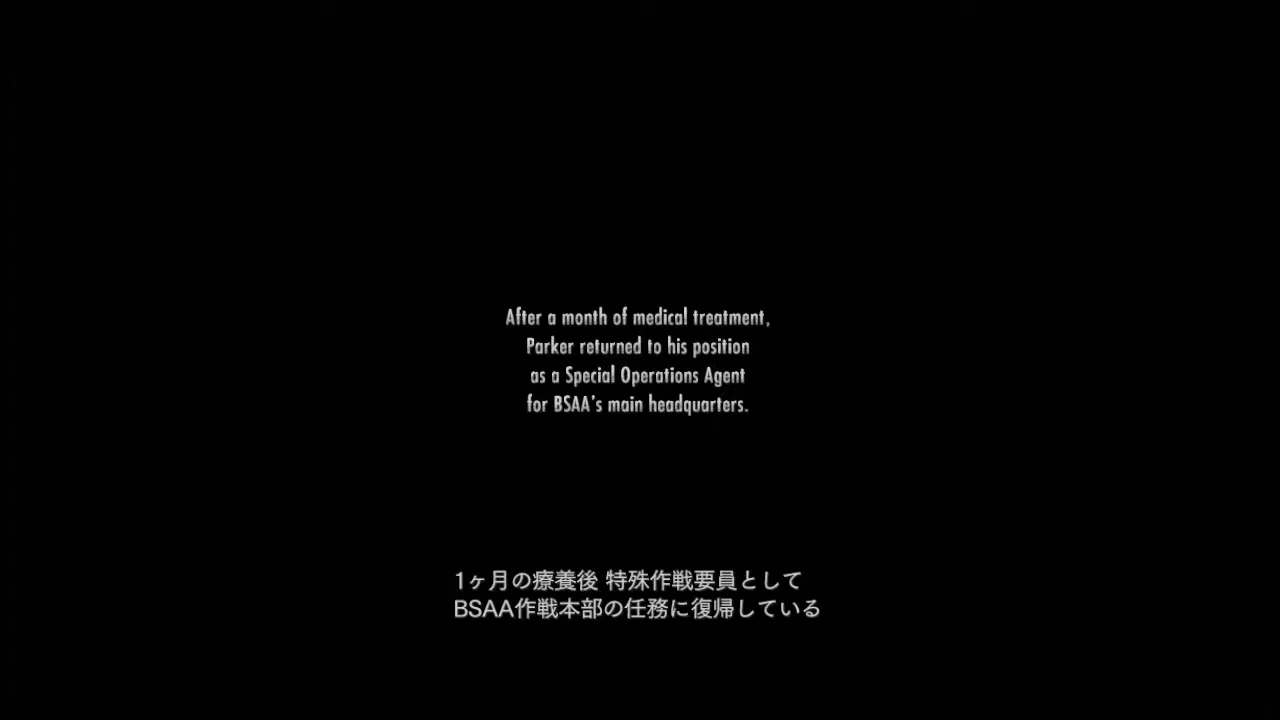 After a month of medical treatment,
Parker returned to his position
as a Special Operations Agent
for BSAA's main headquarters.
1ヶ月の療養後 特殊作戦要員として
BSAA作戦本部の任務に復帰している